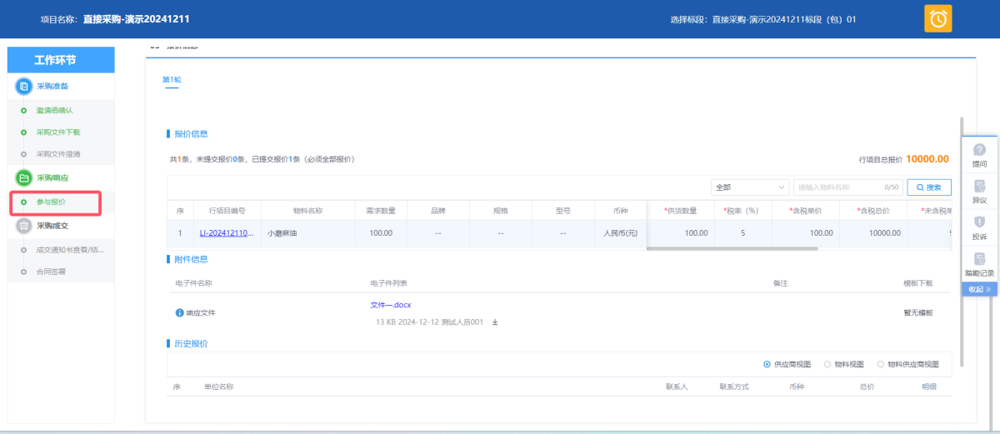 项目名称: 直接采购-演示20241211
选择标段: 直接采购-演示20241211标段(包)01
工作环节
采购准备
邀请函确认
采购文件下载
采购文件澄清
采购响应
参与报价
采购成交
成交通知书查看/结...
合同签署
第1轮
报价信息
共1条, 未提交报价0条, 已提交报价1条 (必须全部报价)
行项目总报价 10000.00
全部 请输入物料名称 0/50 搜索
序 行项目编号 物料名称 需求数量 品牌 规格 型号 币种 *供货数量 *税率 (%) *含税单价 *含税总价 *未含税单
1 LI-202412110... 小磨麻油 100.00 -- -- -- 人民币(元) 100.00 5 100.00 10000.00
附件信息
电子件名称 电子件列表 备注 模板下载
响应文件 文件一.docx 暂无模板
13 KB 2024-12-12 测试人员001
历史报价
供应商视图 物料视图 物料供应商视图
序 单位名称 联系人 联系方式 币种 总价 明细
提问
异议
投诉
踏勘记录
收起 »